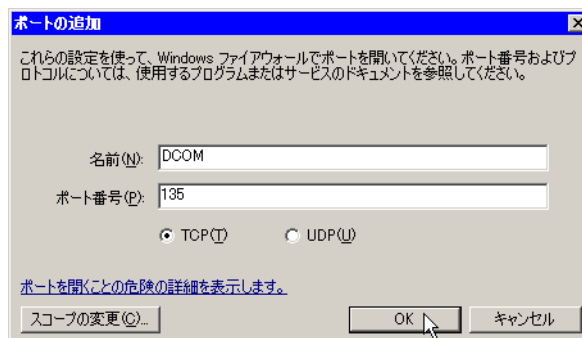 ポートの追加
これらの設定を使って、Windows ファイアウォールでポートを開いてください。ポート番号およびプ
ロトコルについては、使用するプログラムまたはサービスのドキュメントを参照してください。
名前(N): DCOM
ポート番号(P): 135
TCP(T) UDP(U)
ポートを開くことの危険の詳細を表示します。
スコープの変更(C)... OK キャンセル